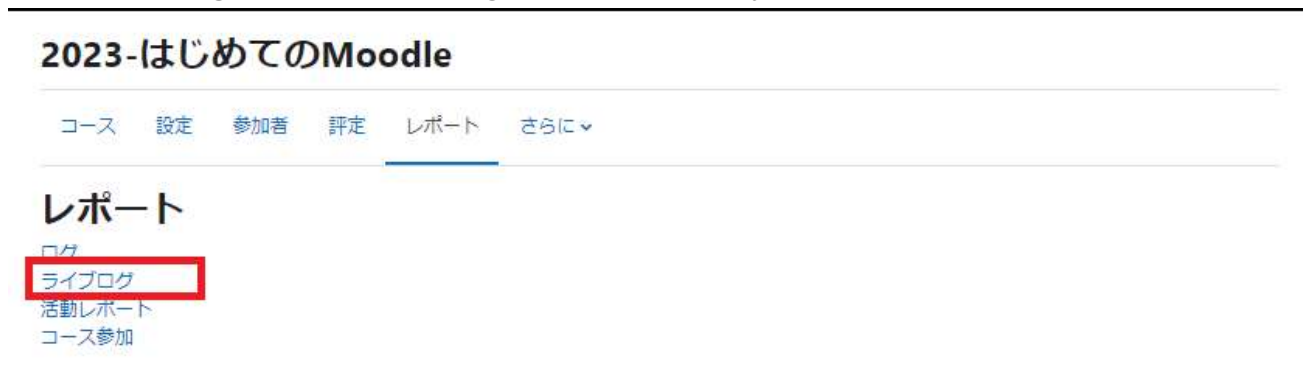 2023-はじめてのMoodle
コース 設定 参加者 評定 レポート さらに
レポート
ログ
ライブログ
活動レポート
コース参加